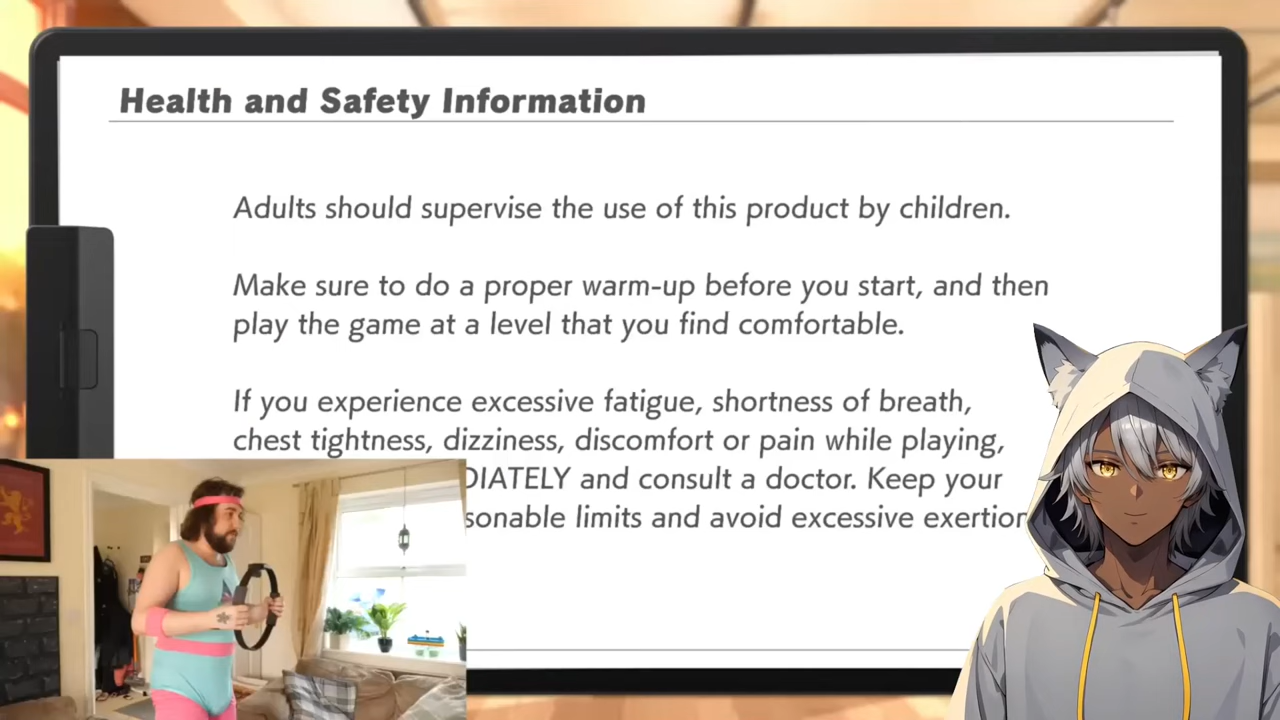 Health and Safety Information
Adults should supervise the use of this product by children.
Make sure to do a proper warm-up before you start, and then
play the game at a level that you find comfortable.
If you experience excessive fatigue, shortness of breath,
chest tightness, dizziness, discomfort or pain while playing,
DIATELY and consult a doctor. Keep your
sonable limits and avoid excessive exertion